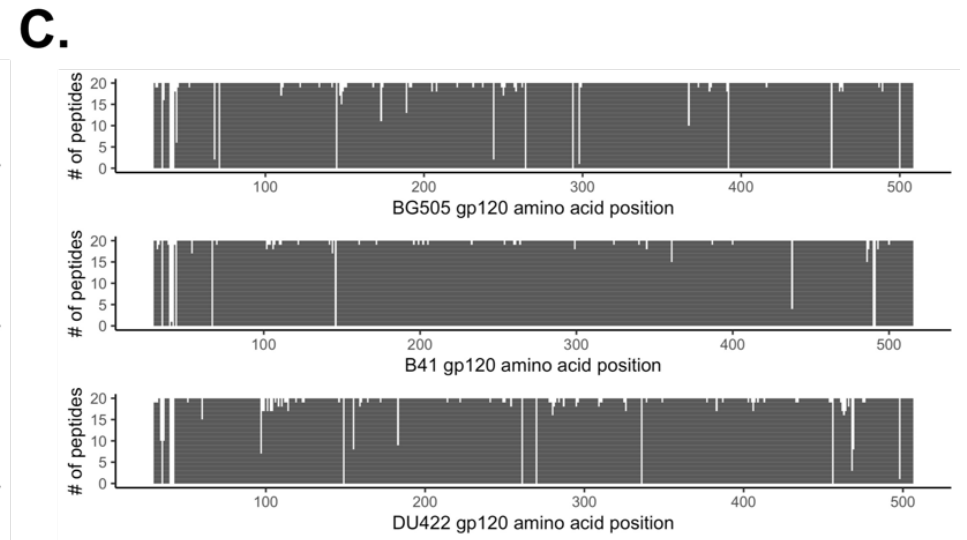 C.
# of peptides
20
15
10
5
0
100 200 300 400 500
BG505 gp120 amino acid position
# of peptides
20
15
10
5
0
100 200 300 400 500
B41 gp120 amino acid position
# of peptides
20
15
10
5
0
100 200 300 400 500
DU422 gp120 amino acid position